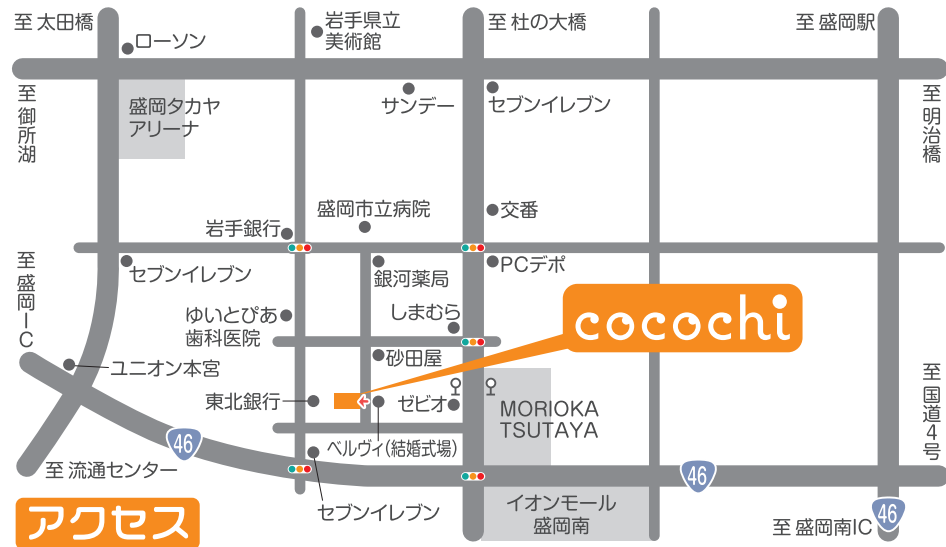 至 太田橋
ローソン
岩手県立
美術館
至 杜の大橋
至 盛岡駅
至 御所湖
盛岡タカヤ
アリーナ
サンデー
セブンイレブン
至 明治橋
盛岡市立病院
交番
岩手銀行
至 盛岡IC
セブンイレブン
銀河薬局
PCデポ
しまむら
cocochi
ゆいとぴあ
歯科医院
砂田屋
ユニオン本宮
東北銀行
ゼビオ
MORIOKA
TSUTAYA
至 国道4号
46
ベルヴィ(結婚式場)
至 流通センター
46
セブンイレブン
イオンモール
盛岡南
至 盛岡南IC
46
アクセス